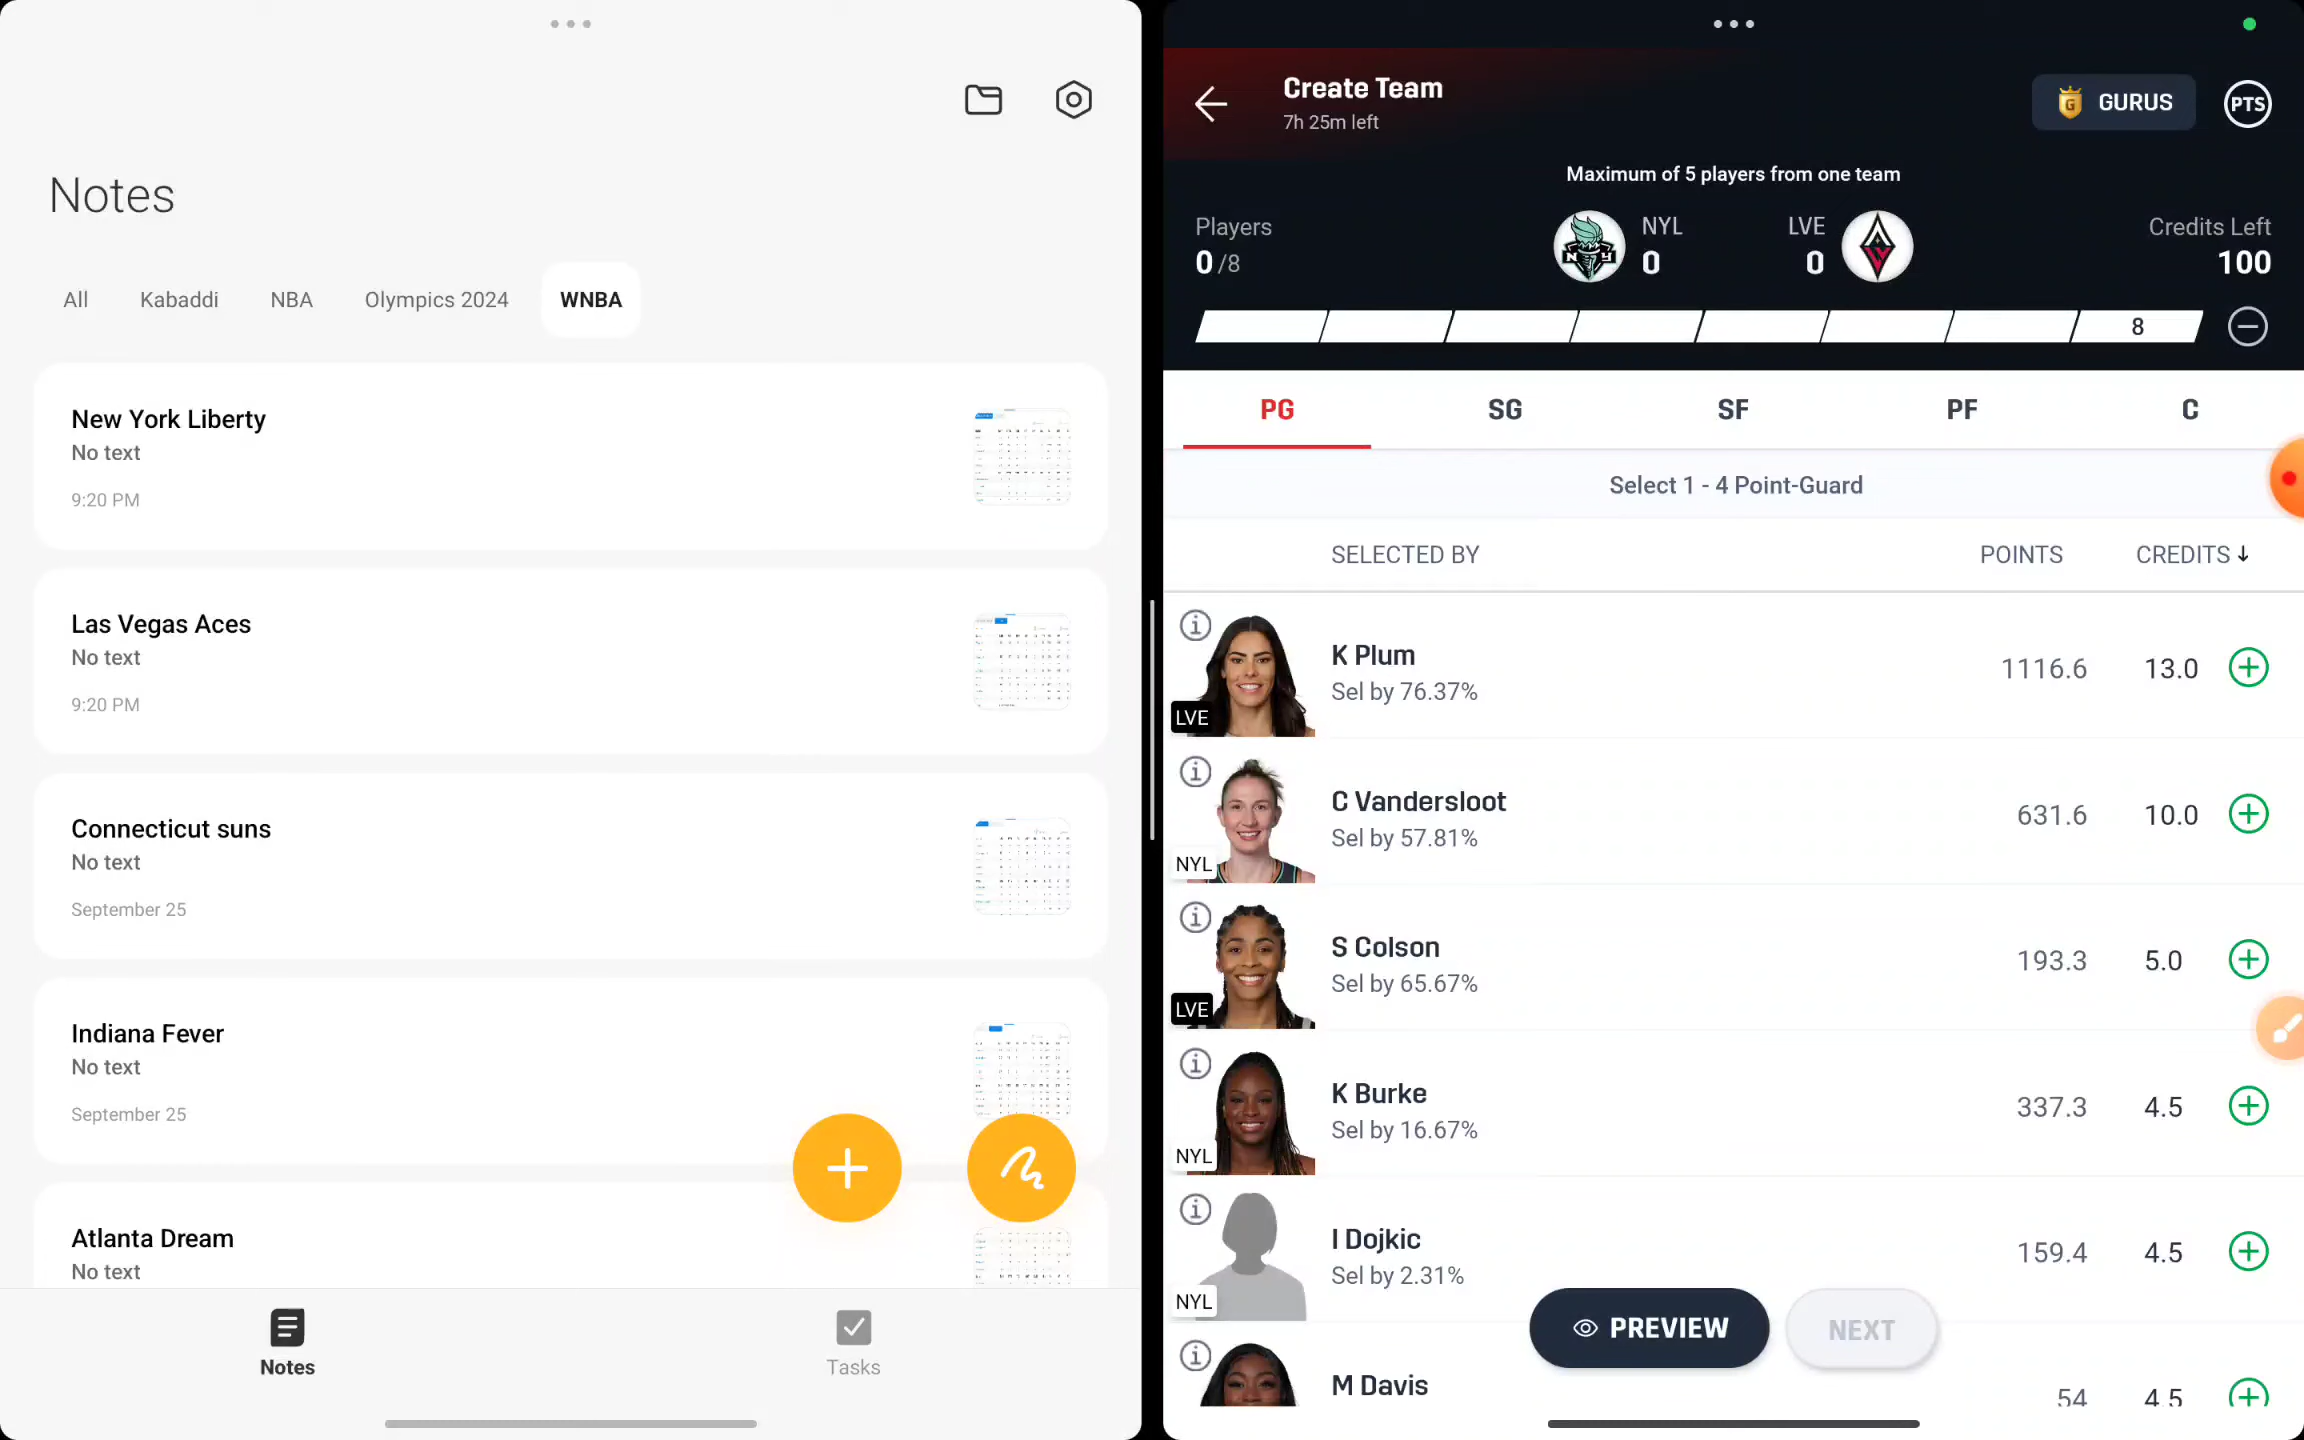 Notes
All
Kabaddi
NBA
Olympics 2024
WNBA
New York Liberty
No text
9:20 PM
Las Vegas Aces
No text
9:20 PM
Connecticut suns
No text
September 25
Indiana Fever
No text
September 25
Atlanta Dream
No text
Notes
Tasks
Create Team
7h 25m left
GURUS
PTS
Maximum of 5 players from one team
Players
0 /8
NYL
0
LVE
0
Credits Left
100
8
PG
SG
SF
PF
C
Select 1 - 4 Point-Guard
SELECTED BY
POINTS
CREDITS
K Plum
Sel by 76.37%
1116.6
13.0
LVE
C Vandersloot
Sel by 57.81%
631.6
10.0
NYL
S Colson
Sel by 65.67%
193.3
5.0
LVE
K Burke
Sel by 16.67%
337.3
4.5
NYL
I Dojkic
Sel by 2.31%
159.4
4.5
NYL
PREVIEW
NEXT
M Davis
54
4.5